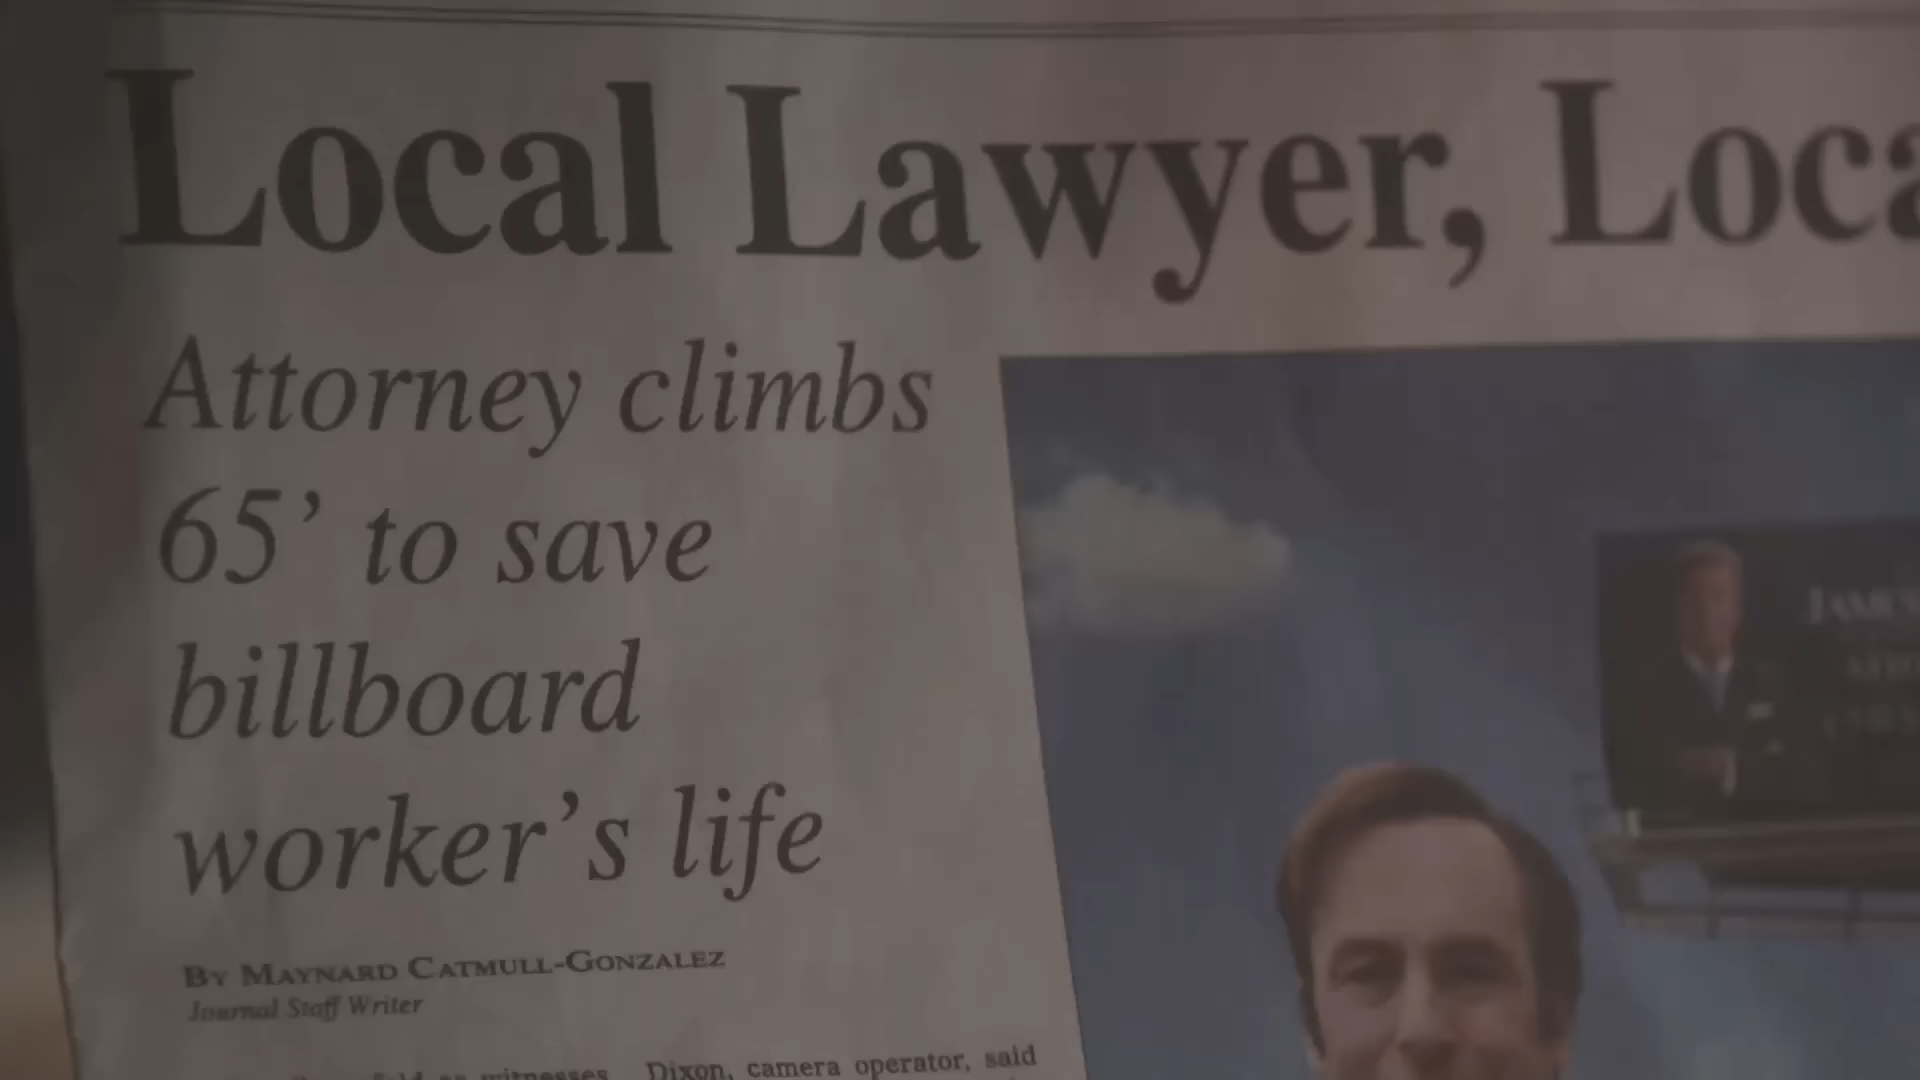 Local Lawyer, Loca
Attorney climbs
65’ to save
billboard
worker’s life
BY MAYNARD CATMULL-GONZALEZ
Journal Staff Writer
witnesses
Dixon, camera operator, said